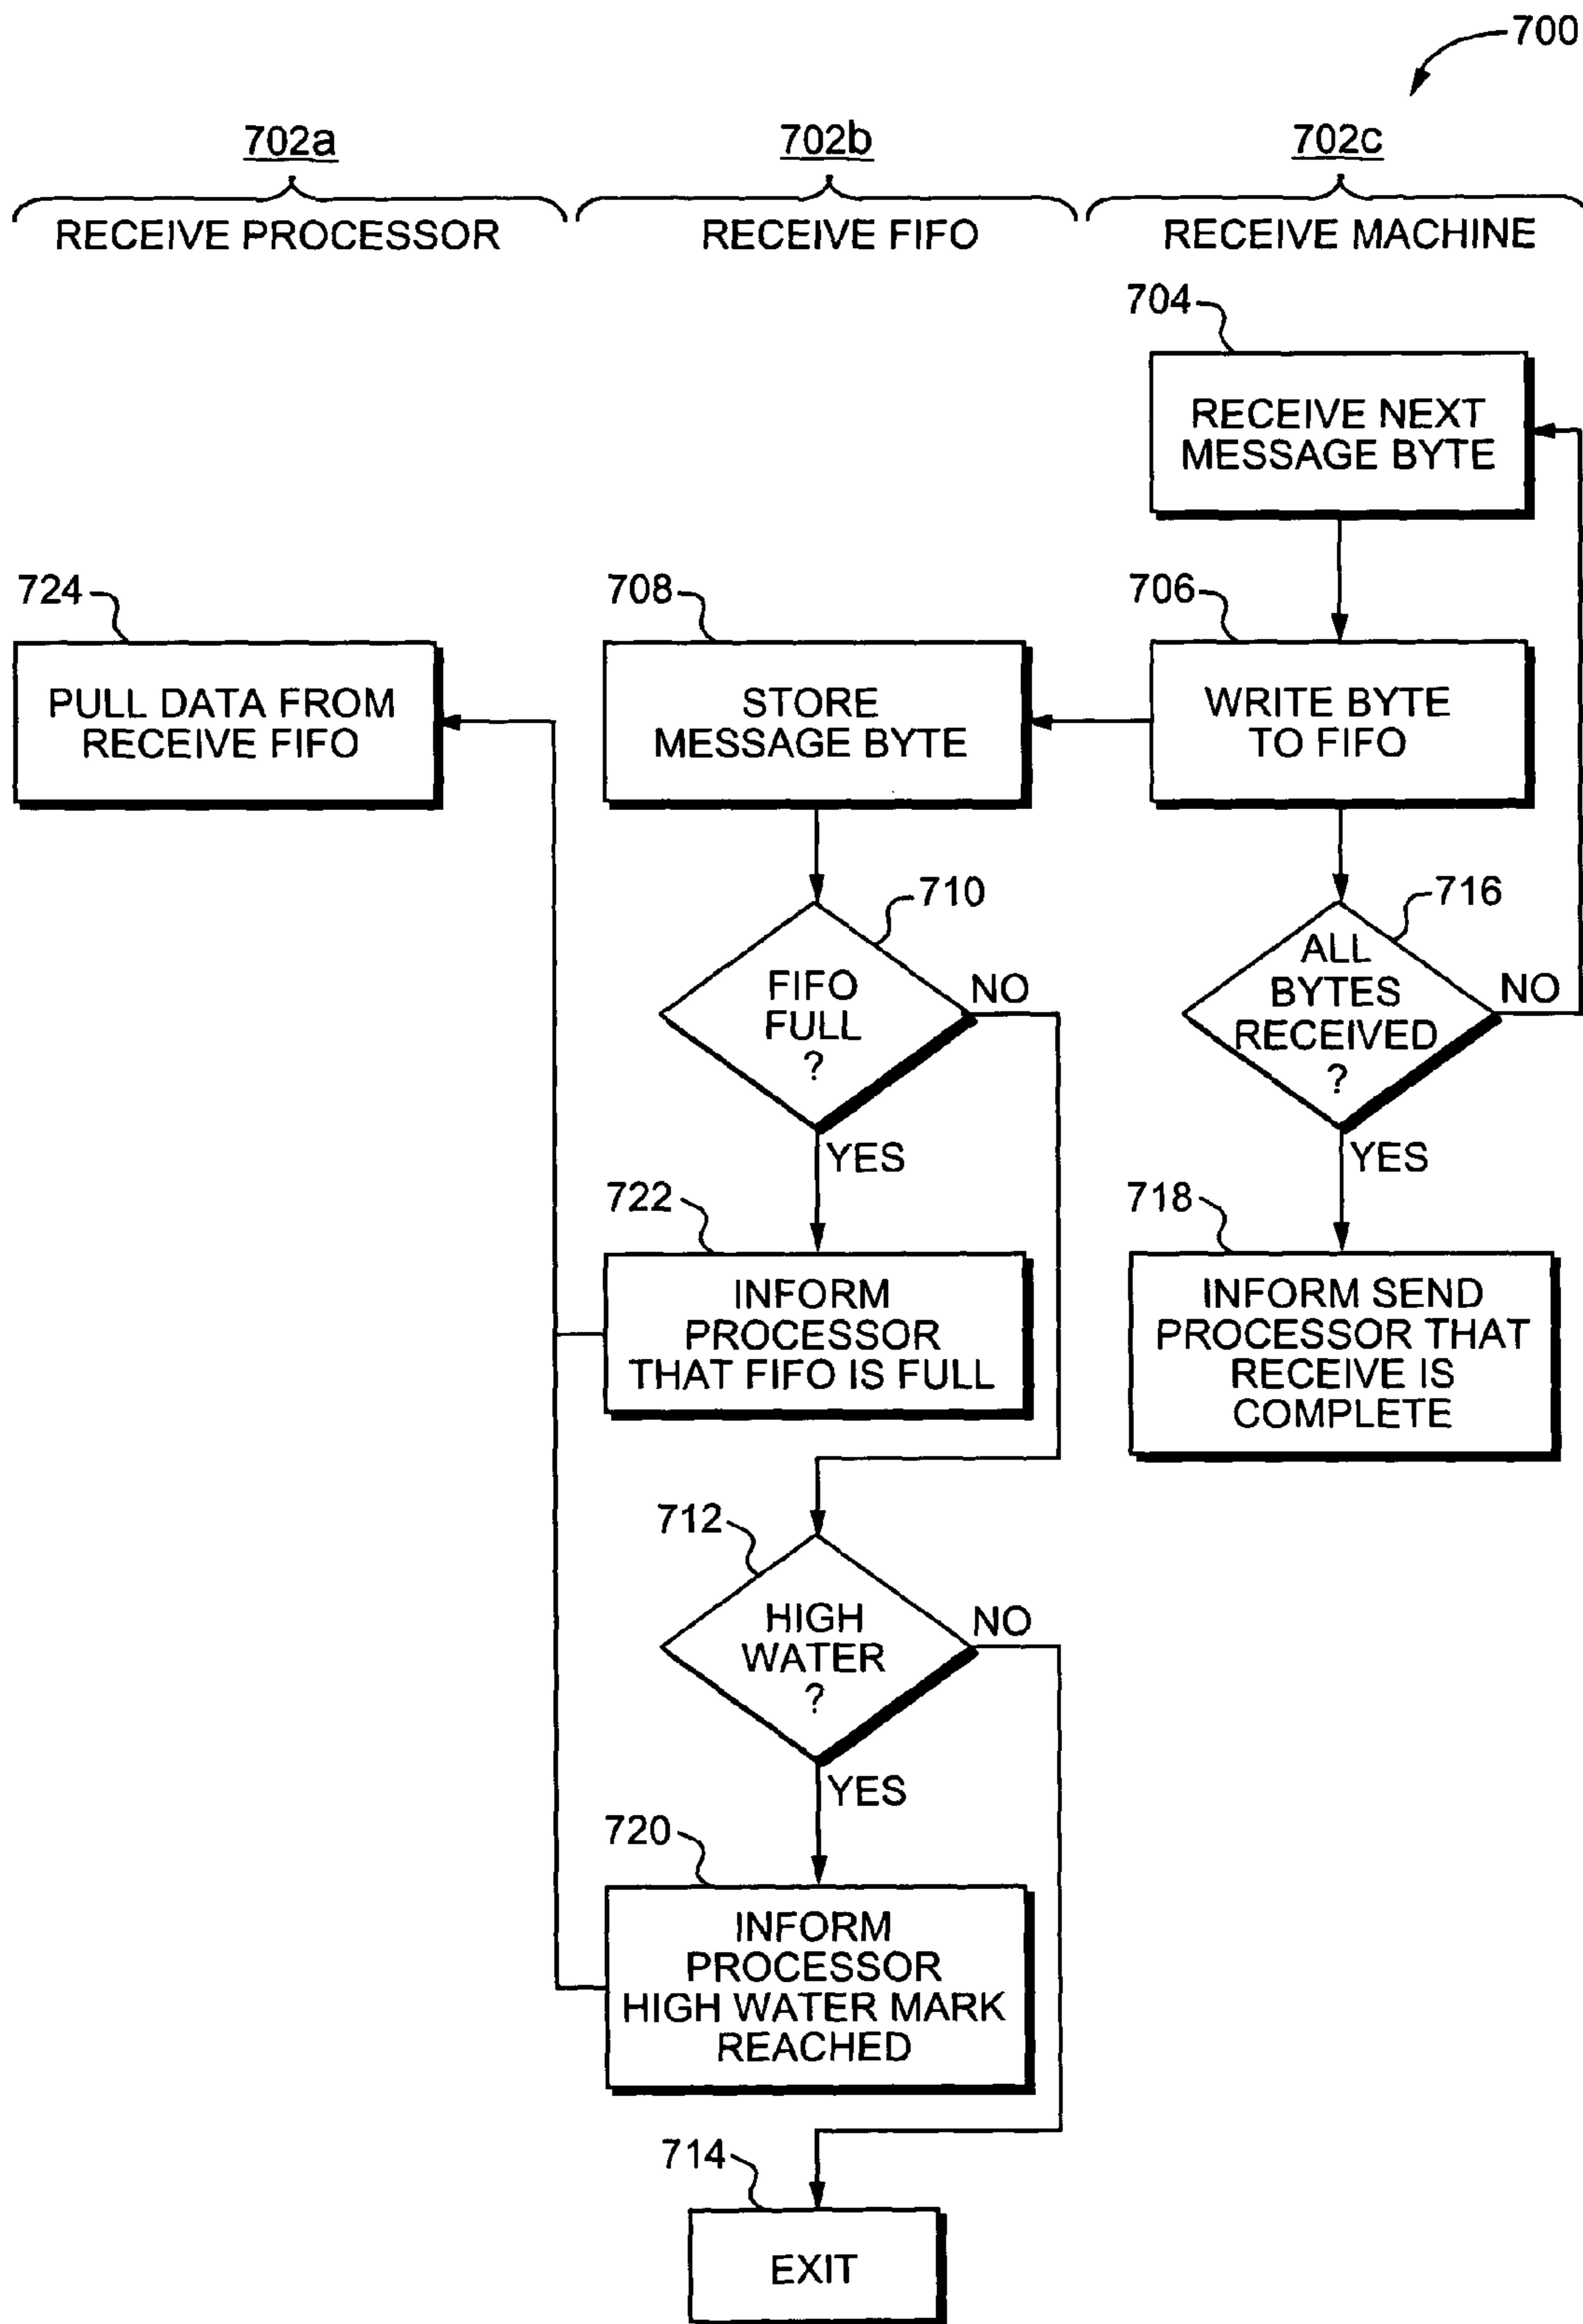 700
702a
702b
702c
RECEIVE PROCESSOR
RECEIVE FIFO
RECEIVE MACHINE
704
RECEIVE NEXT
MESSAGE BYTE
724
708
706
PULL DATA FROM
RECEIVE FIFO
STORE
MESSAGE BYTE
WRITE BYTE
TO FIFO
710
716
FIFO
FULL
?
NO
ALL
BYTES
RECEIVED
?
NO
YES
YES
722
718
INFORM
PROCESSOR
THAT FIFO IS FULL
INFORM SEND
PROCESSOR THAT
RECEIVE IS
COMPLETE
712
HIGH
WATER
?
NO
YES
720
INFORM
PROCESSOR
HIGH WATER MARK
REACHED
714
EXIT